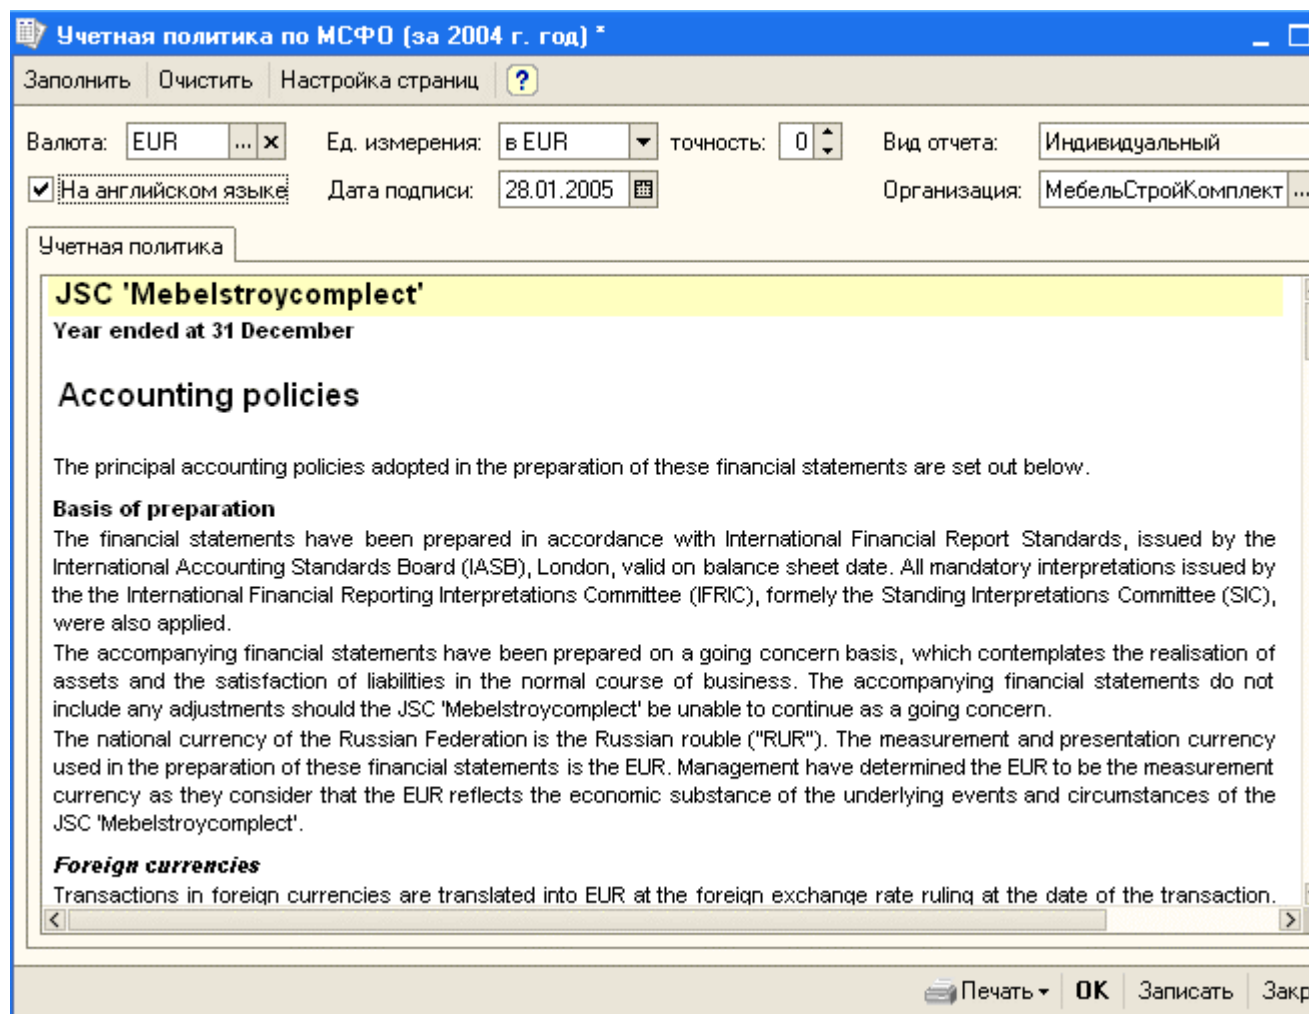 Учетная политика по МСФО (за 2004 г. год) *
Заполнить Очистить Настройка страниц ?
Валюта: EUR ... x Ед. измерения: в EUR точность: 0 Вид отчета: Индивидуальный
На английском языке Дата подписи: 28.01.2005 Организация: МебельСтройКомплект ...
Учетная политика
JSC 'Mebelstroycomplect'
Year ended at 31 December
Accounting policies
The principal accounting policies adopted in the preparation of these financial statements are set out below.
Basis of preparation
The financial statements have been prepared in accordance with International Financial Report Standards, issued by the
International Accounting Standards Board (IASB), London, valid on balance sheet date. All mandatory interpretations issued by
the the International Financial Reporting Interpretations Committee (IFRIC), formely the Standing Interpretations Committee (SIC),
were also applied.
The accompanying financial statements have been prepared on a going concern basis, which contemplates the realisation of
assets and the satisfaction of liabilities in the normal course of business. The accompanying financial statements do not
include any adjustments should the JSC 'Mebelstroycomplect' be unable to continue as a going concern.
The national currency of the Russian Federation is the Russian rouble ("RUR"). The measurement and presentation currency
used in the preparation of these financial statements is the EUR. Management have determined the EUR to be the measurement
currency as they consider that the EUR reflects the economic substance of the underlying events and circumstances of the
JSC 'Mebelstroycomplect'.
Foreign currencies
Transactions in foreign currencies are translated into EUR at the foreign exchange rate ruling at the date of the transaction.
Печать OK Записать Закр